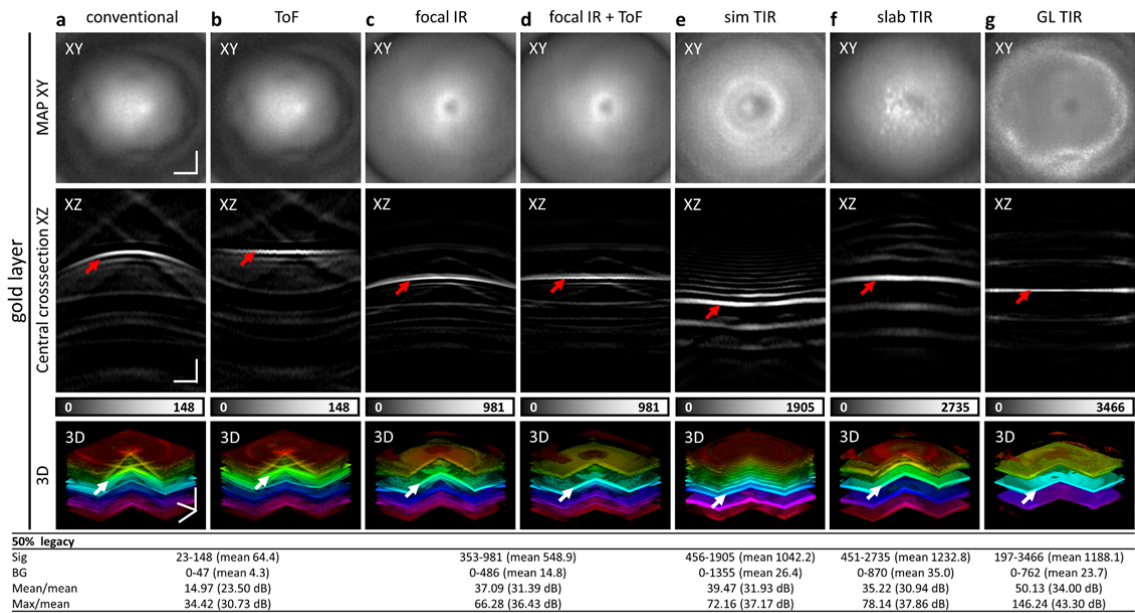 a conventional b ToF c focal IR d focal IR + ToF e sim TIR f slab TIR g GL TIR
gold layer
MAP XY
XY XY XY XY XY XY XY
Central crosssection XZ
XZ XZ XZ XZ XZ XZ XZ
0 148 0 148 0 981 0 981 0 1905 0 2735 0 3466
3D
3D 3D 3D 3D 3D 3D 3D
50% legacy
Sig 23-148 (mean 64.4) 353-981 (mean 548.9) 456-1905 (mean 1042.2) 451-2735 (mean 1232.8) 197-3466 (mean 1188.1)
BG 0-47 (mean 4.3) 0-486 (mean 14.8) 0-1355 (mean 26.4) 0-870 (mean 35.0) 0-762 (mean 23.7)
Mean/mean 14.97 (23.50 dB) 37.09 (31.39 dB) 39.47 (31.93 dB) 35.22 (30.94 dB) 50.13 (34.00 dB)
Max/mean 34.42 (30.73 dB) 66.28 (36.43 dB) 72.16 (37.17 dB) 78.14 (37.86 dB) 146.24 (43.30 dB)